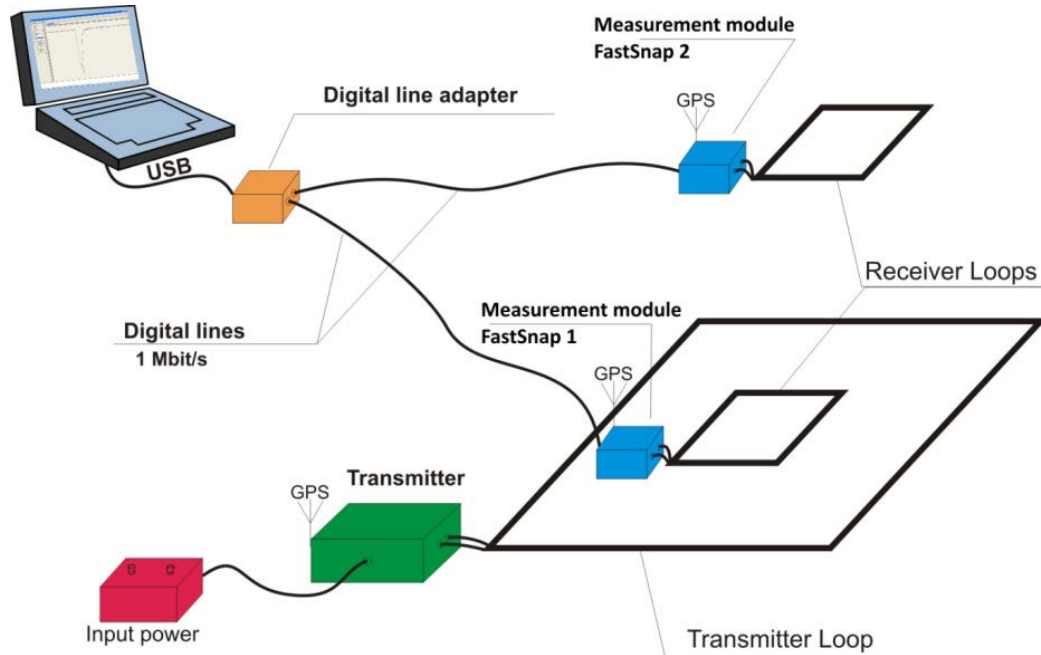 Measurement module
FastSnap 2
Digital line adapter
GPS
USB
Receiver Loops
Measurement module
FastSnap 1
Digital lines
1 Mbit/s
GPS
Transmitter
GPS
Input power
Transmitter Loop